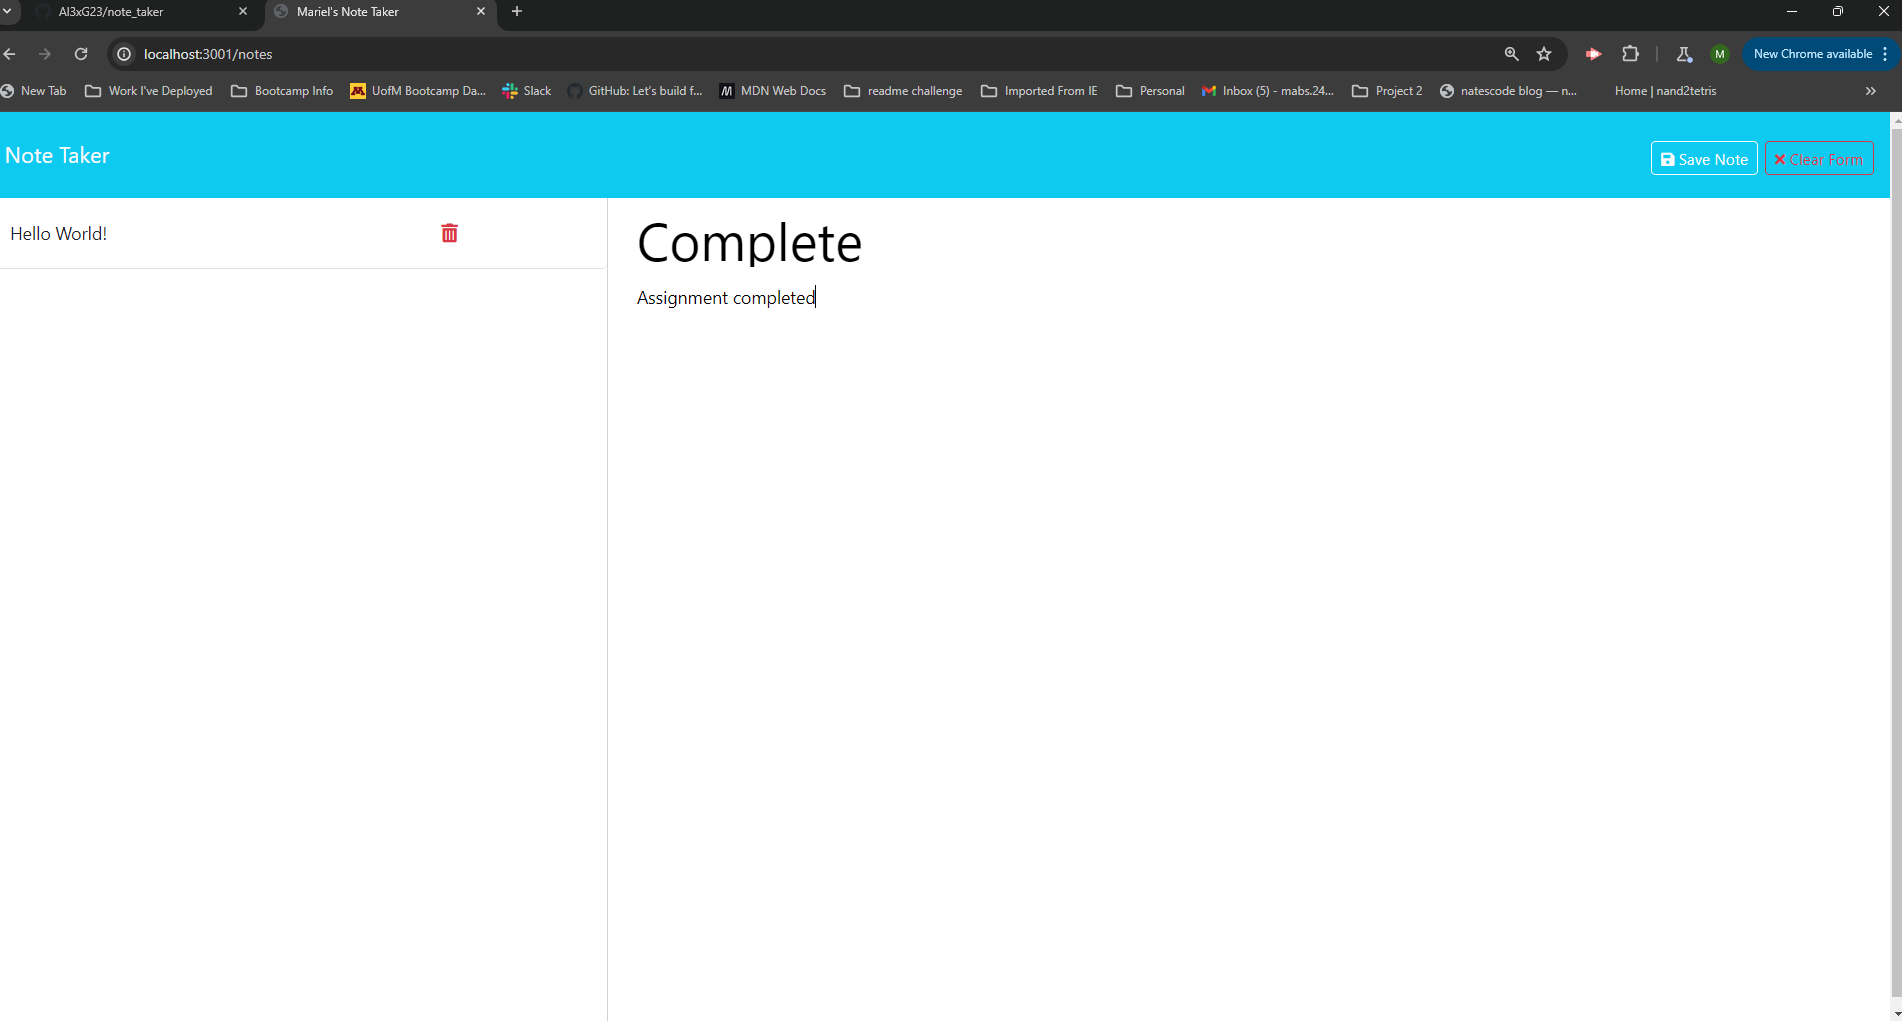 Al3xG23/note_taker
Mariel's Note Taker
localhost:3001/notes
M
New Chrome available
New Tab
Work I've Deployed
Bootcamp Info
UofM Bootcamp Da...
Slack
GitHub: Let's build f...
MDN Web Docs
readme challenge
Imported From IE
Personal
Inbox (5) - mabs.24...
Project 2
natescode blog — n...
Home | nand2tetris
Note Taker
Save Note
Clear Form
Hello World!
Complete
Assignment completed